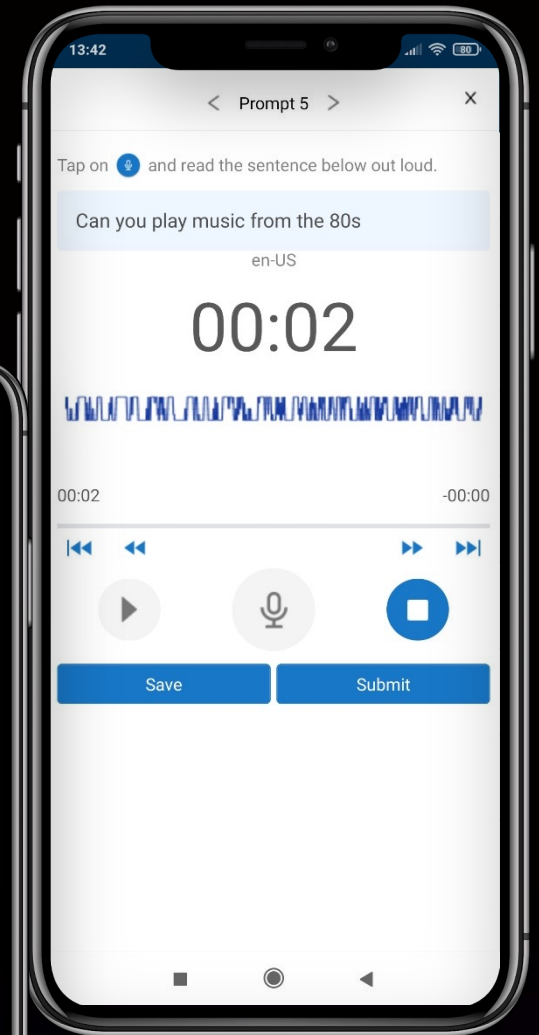 13:42
80
< Prompt 5 > X
Tap on and read the sentence below out loud.
Can you play music from the 80s
en-US
00:02
00:02 -00:00
Save Submit